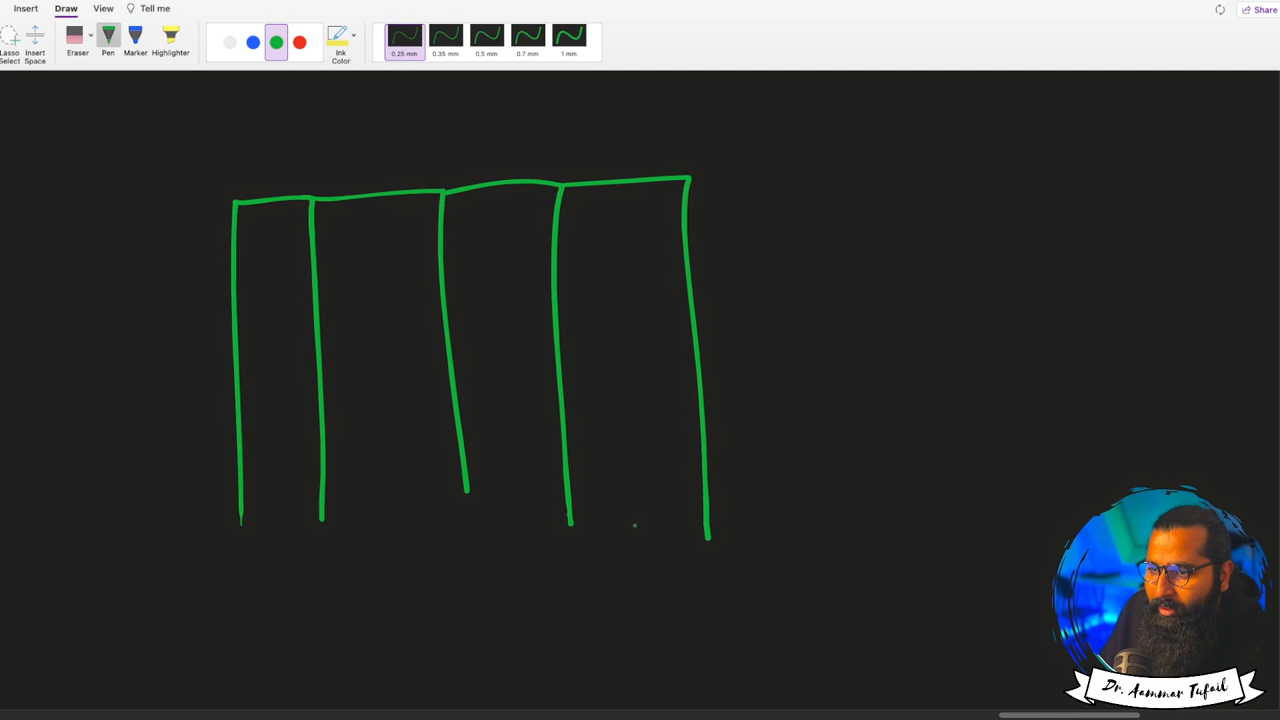 Insert Draw View Tell me Share
Lasso Select
Insert Space
Eraser
Pen
Marker
Highlighter
Ink Color
0.25 mm 0.35 mm 0.5 mm 0.7 mm 1 mm
Dr. Aammar Tufail